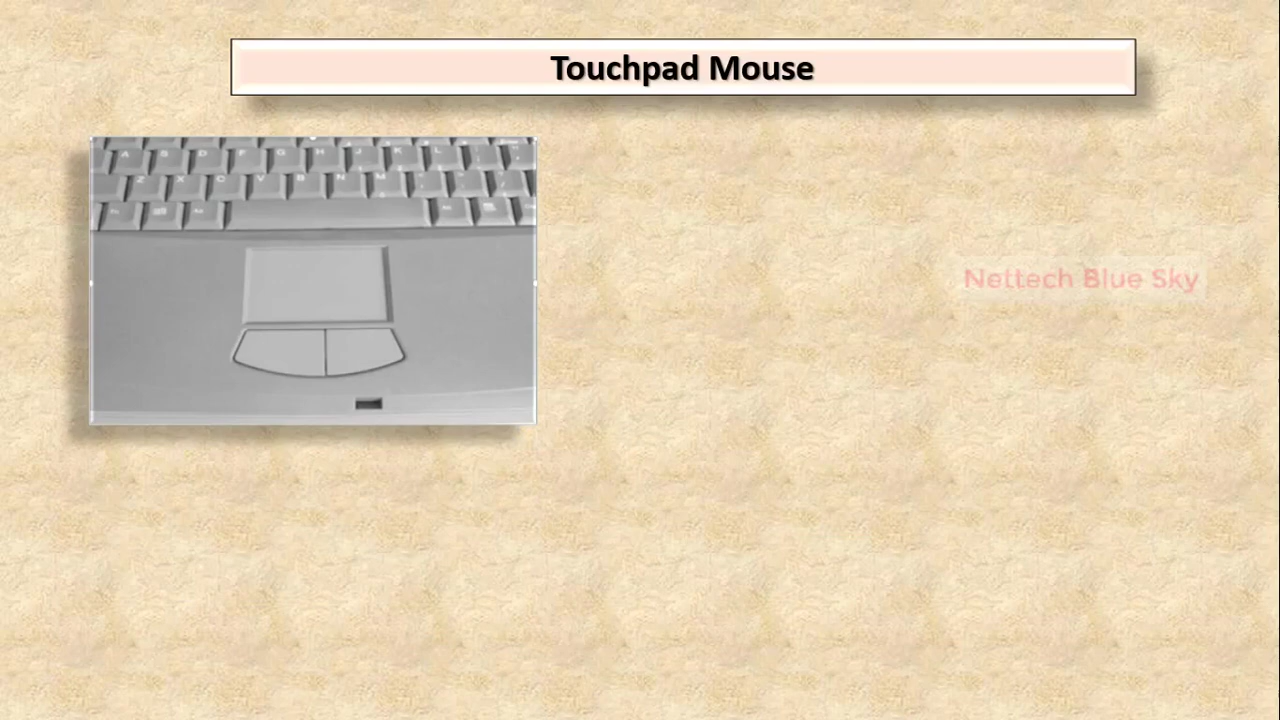 Touchpad Mouse
A S D F G H J K L
Nettech Blue Sky
Z X C V B N M